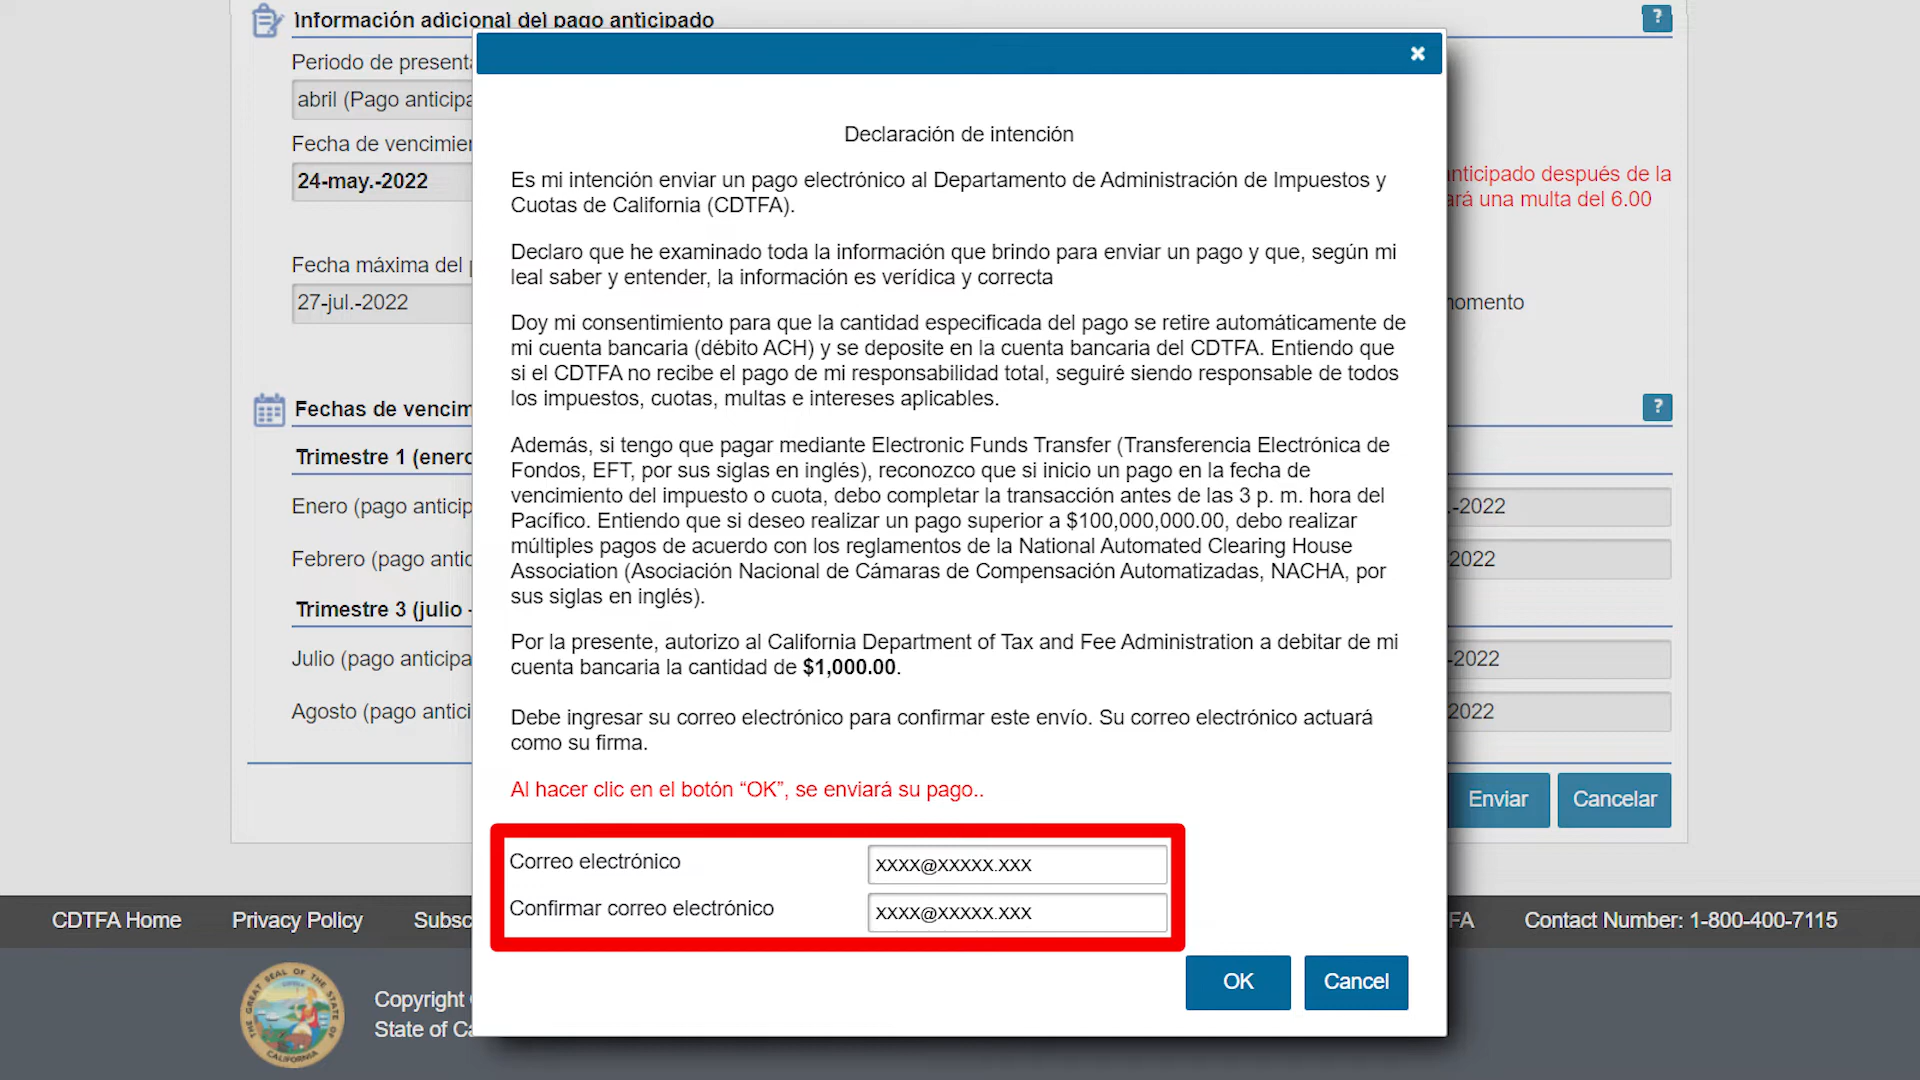 Información adicional del pago anticipado
?
Periodo de
abril (Pago
Fecha de
24-may.-2022
anticipado después de la
una multa del 6.00
Fecha máxima del
27-jul.-2022
momento
Fechas de
?
Trimestre 1
Enero (pago
.-2022
Febrero (pago
2022
Trimestre 3 (julio -
Julio (pago
-2022
Agosto (pago
2022
Enviar
Cancelar
Declaración de intención
Es mi intención enviar un pago electrónico al Departamento de Administración de Impuestos y
Cuotas de California (CDTFA).
Declaro que he examinado toda la información que brindo para enviar un pago y que, según mi
leal saber y entender, la información es verídica y correcta
Doy mi consentimiento para que la cantidad especificada del pago se retire automáticamente de
mi cuenta bancaria (débito ACH) y se deposite en la cuenta bancaria del CDTFA. Entiendo que
si el CDTFA no recibe el pago de mi responsabilidad total, seguiré siendo responsable de todos
los impuestos, cuotas, multas e intereses aplicables.
Además, si tengo que pagar mediante Electronic Funds Transfer (Transferencia Electrónica de
Fondos, EFT, por sus siglas en inglés), reconozco que si inicio un pago en la fecha de
vencimiento del impuesto o cuota, debo completar la transacción antes de las 3 p. m. hora del
Pacífico. Entiendo que si deseo realizar un pago superior a $100,000,000.00, debo realizar
múltiples pagos de acuerdo con los reglamentos de la National Automated Clearing House
Association (Asociación Nacional de Cámaras de Compensación Automatizadas, NACHA, por
sus siglas en inglés).
Por la presente, autorizo al California Department of Tax and Fee Administration a debitar de mi
cuenta bancaria la cantidad de $1,000.00.
Debe ingresar su correo electrónico para confirmar este envío. Su correo electrónico actuará
como su firma.
Al hacer clic en el botón “OK”, se enviará su pago..
Correo electrónico
XXXX@XXXXX.XXX
Confirmar correo electrónico
XXXX@XXXXX.XXX
OK
Cancel
CDTFA Home
Privacy Policy
Contact Number: 1-800-400-7115
THE GREAT SEAL OF THE STATE OF CALIFORNIA
Copyright
State of